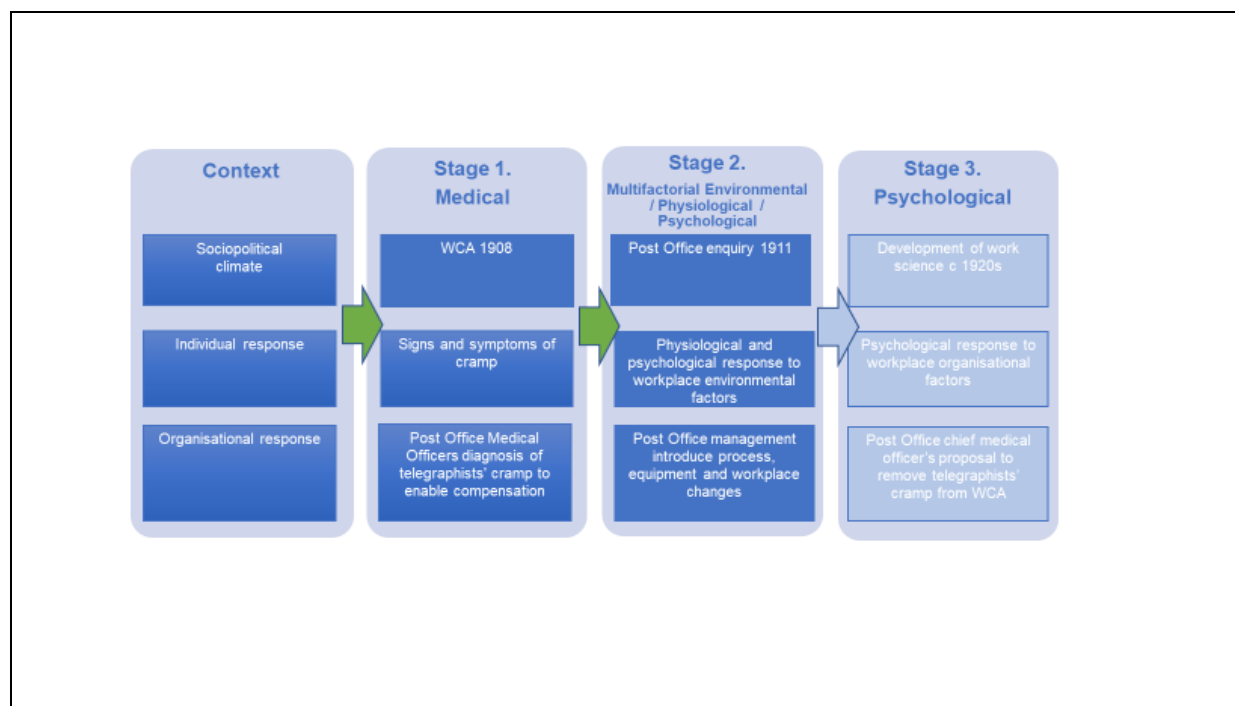 Context
Sociopolitical
climate
Individual response
Organisational response
Stage 1.
Medical
WCA 1908
Signs and symptoms of
cramp
Post Office Medical
Officers diagnosis of
telegraphists' cramp to
enable compensation
Stage 2.
Multifactorial Environmental
/ Physiological /
Psychological
Post Office enquiry 1911
Physiological and
psychological response to
workplace environmental
factors
Post Office management
introduce process,
equipment and workplace
changes
Stage 3.
Psychological
Development of work
science c 1920s
Psychological response to
workplace organisational
factors
Post Office chief medical
officer's proposal to
remove telegraphists'
cramp from WCA